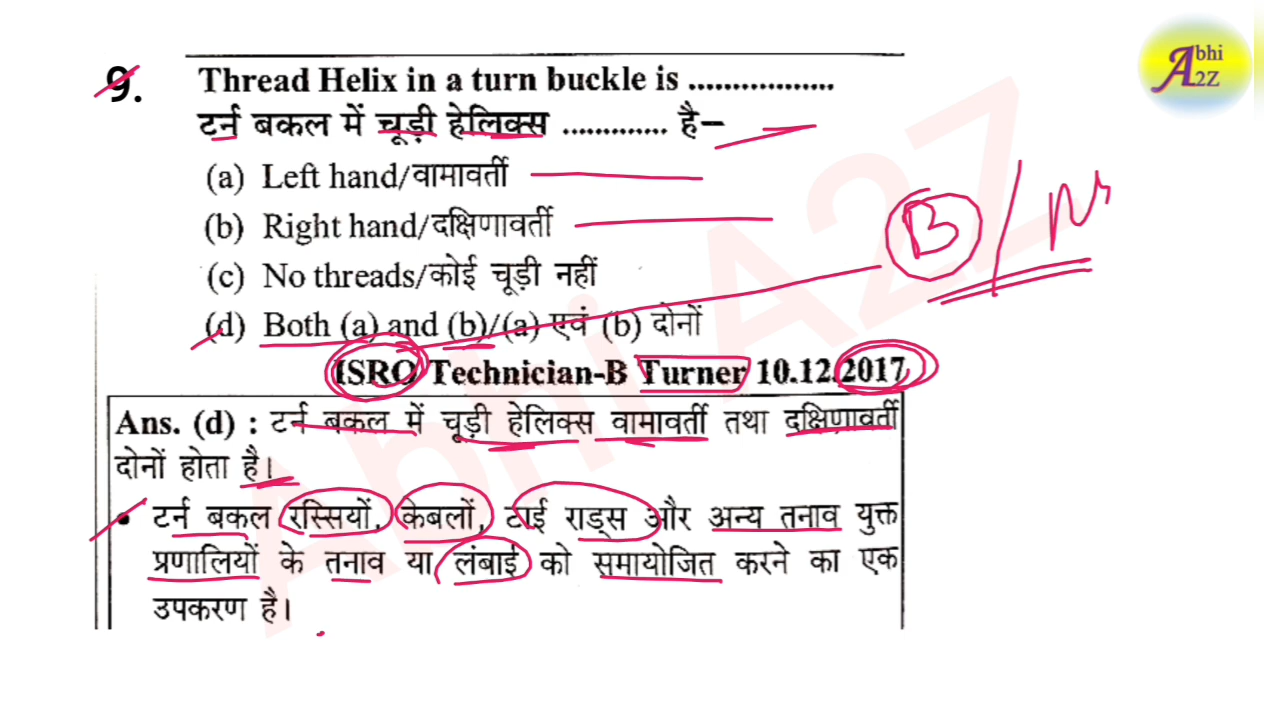 Abhi
A2Z
9. Thread Helix in a turn buckle is .................
टर्न बकल में चूड़ी हेलिक्स ............. है–
(a) Left hand/वामावर्ती
(b) Right hand/दक्षिणावर्ती
(c) No threads/कोई चूड़ी नहीं
(d) Both (a) and (b)/(a) एवं (b) दोनों
B /
ISRO Technician-B Turner 10.12.2017
Ans. (d) : टर्न बकल में चूड़ी हेलिक्स वामावर्ती तथा दक्षिणावर्ती
दोनों होता है।
• टर्न बकल रस्सियों, केबलों, टाई राड्स और अन्य तनाव युक्त
प्रणालियों के तनाव या लंबाई को समायोजित करने का एक
उपकरण है।
Abhi A2Z